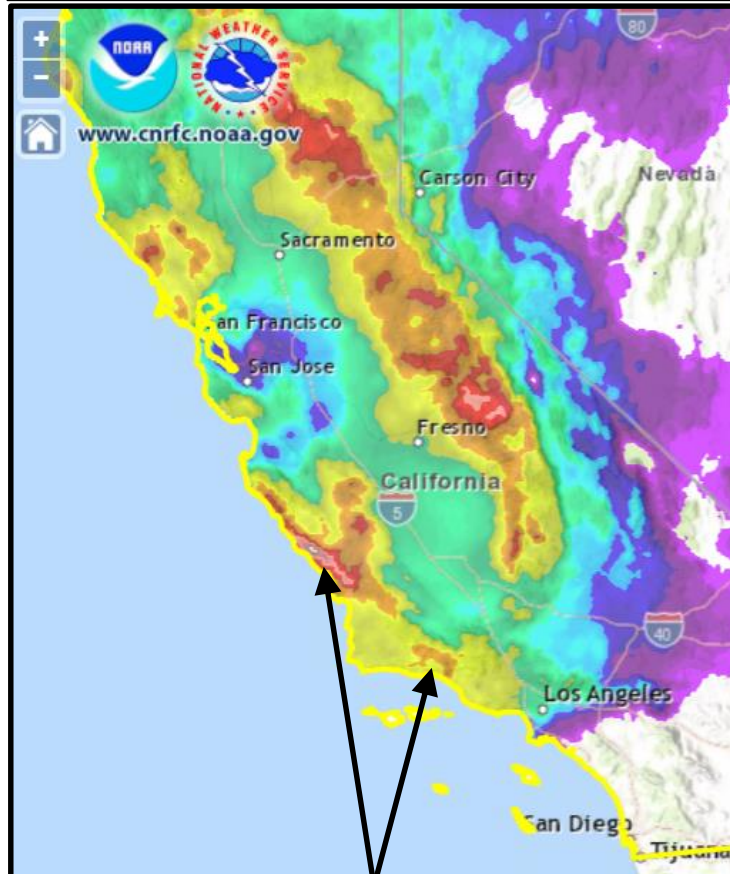 +
−
NOAA
NATIONAL WEATHER SERVICE
www.cnrfc.noaa.gov
80
Carson City
Nevada
Sacramento
an Francisco
San Jose
Fresno
California
5
40
Los Angeles
San Diego
Tijuana